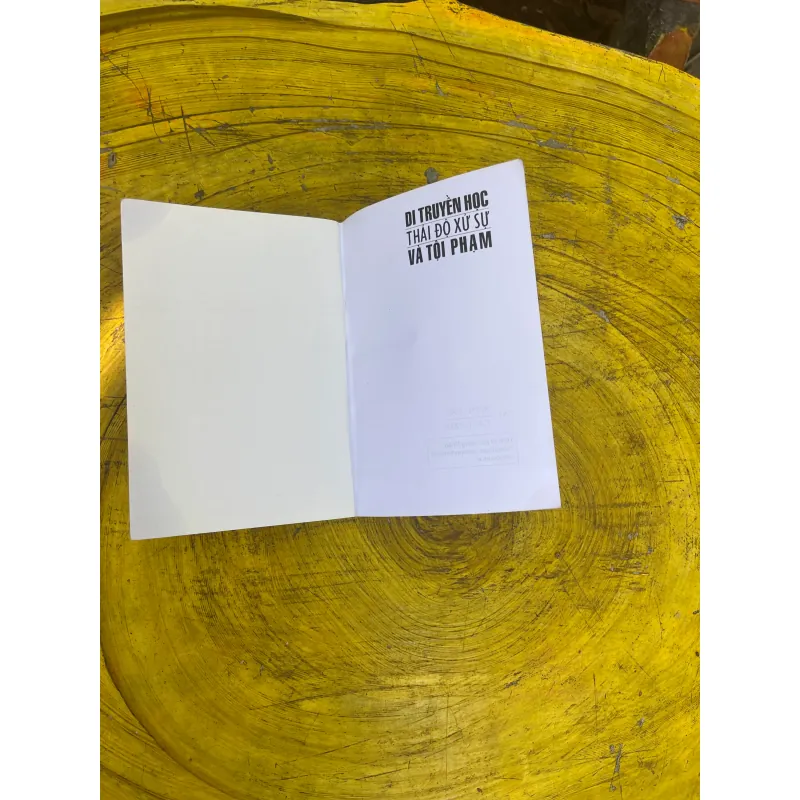 DI TRUYỀN HỌC
THÁI ĐỘ XỬ SỰ
VÀ TỘI PHẠM